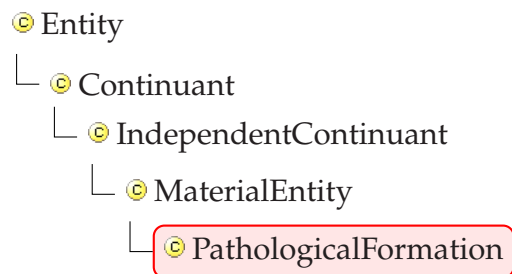 Entity
Continuant
IndependentContinuant
MaterialEntity
PathologicalFormation